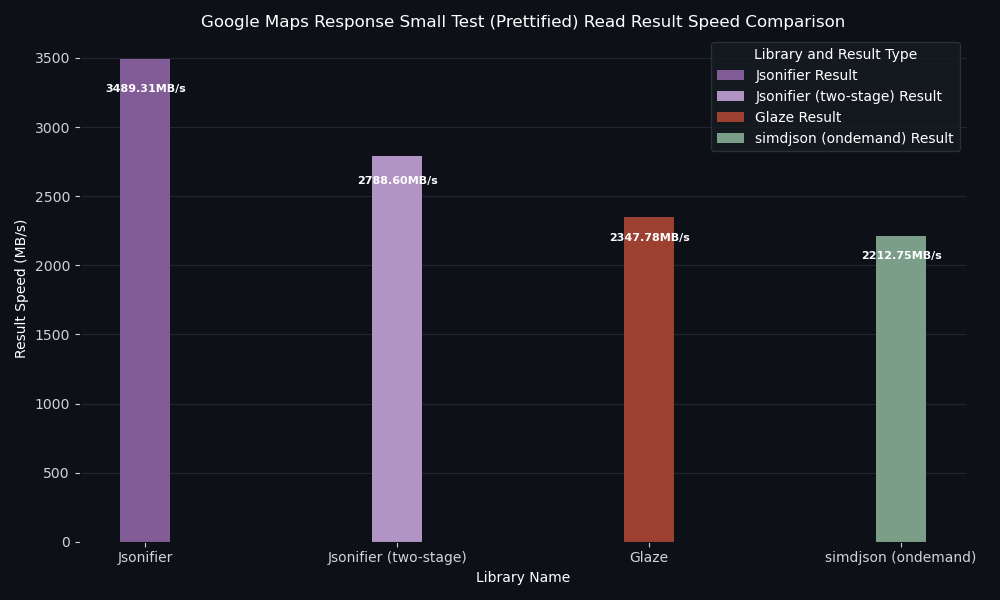 Google Maps Response Small Test (Prettified) Read Result Speed Comparison
Library and Result Type
Jsonifier Result
Jsonifier (two-stage) Result
Glaze Result
simdjson (ondemand) Result
Result Speed (MB/s)
3500
3000
2500
2000
1500
1000
500
0
3489.31MB/s
2788.60MB/s
2347.78MB/s
2212.75MB/s
Jsonifier
Jsonifier (two-stage)
Glaze
simdjson (ondemand)
Library Name